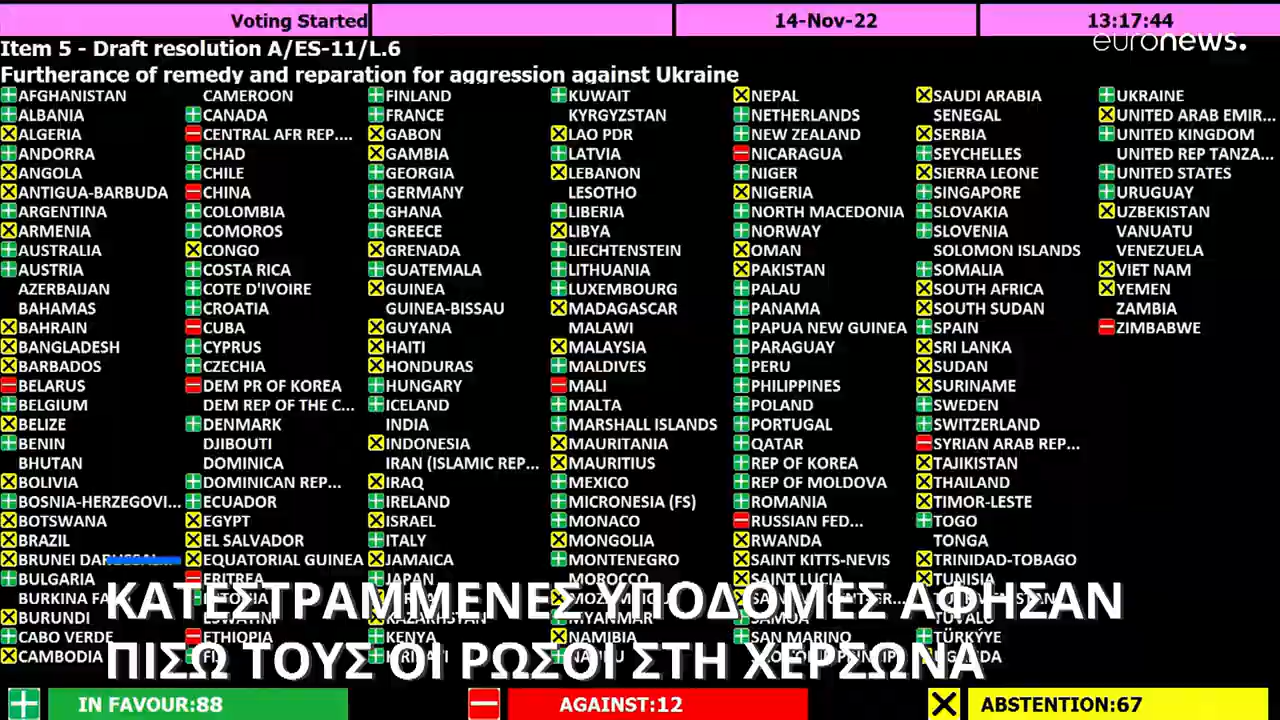 Voting Started 14-Nov-22 13:17:44
euronews.
Item 5 - Draft resolution A/ES-11/L.6
Furtherance of remedy and reparation for aggression against Ukraine
AFGHANISTAN CAMEROON FINLAND KUWAIT NEPAL SAUDI ARABIA UKRAINE
ALBANIA CANADA FRANCE KYRGYZSTAN NETHERLANDS SENEGAL UNITED ARAB EMIR...
ALGERIA CENTRAL AFR REP.... GABON LAO PDR NEW ZEALAND SERBIA UNITED KINGDOM
ANDORRA CHAD GAMBIA LATVIA NICARAGUA SEYCHELLES UNITED REP TANZA...
ANGOLA CHILE GEORGIA LEBANON NIGER SIERRA LEONE UNITED STATES
ANTIGUA-BARBUDA CHINA GERMANY LESOTHO NIGERIA SINGAPORE URUGUAY
ARGENTINA COLOMBIA GHANA LIBERIA NORTH MACEDONIA SLOVAKIA UZBEKISTAN
ARMENIA COMOROS GREECE LIBYA NORWAY SLOVENIA VANUATU
AUSTRALIA CONGO GRENADA LIECHTENSTEIN OMAN SOLOMON ISLANDS VENEZUELA
AUSTRIA COSTA RICA GUATEMALA LITHUANIA PAKISTAN SOMALIA VIET NAM
AZERBAIJAN COTE D'IVOIRE GUINEA LUXEMBOURG PALAU SOUTH AFRICA YEMEN
BAHAMAS CROATIA GUINEA-BISSAU MADAGASCAR PANAMA SOUTH SUDAN ZAMBIA
BAHRAIN CUBA GUYANA MALAWI PAPUA NEW GUINEA SPAIN ZIMBABWE
BANGLADESH CYPRUS HAITI MALAYSIA PARAGUAY SRI LANKA
BARBADOS CZECHIA HONDURAS MALDIVES PERU SUDAN
BELARUS DEM PR OF KOREA HUNGARY MALI PHILIPPINES SURINAME
BELGIUM DEM REP OF THE C... ICELAND MALTA POLAND SWEDEN
BELIZE DENMARK INDIA MARSHALL ISLANDS PORTUGAL SWITZERLAND
BENIN DJIBOUTI INDONESIA MAURITANIA QATAR SYRIAN ARAB REP...
BHUTAN DOMINICA IRAN (ISLAMIC REP... MAURITIUS REP OF KOREA TAJIKISTAN
BOLIVIA DOMINICAN REP... IRAQ MEXICO REP OF MOLDOVA THAILAND
BOSNIA-HERZEGOVI... ECUADOR IRELAND MICRONESIA (FS) ROMANIA TIMOR-LESTE
BOTSWANA EGYPT ISRAEL MONACO RUSSIAN FED... TOGO
BRAZIL EL SALVADOR ITALY MONGOLIA RWANDA TONGA
BRUNEI EQUATORIAL GUINEA JAMAICA MONTENEGRO SAINT KITTS-NEVIS TRINIDAD-TOBAGO
BULGARIA ERITREA JAPAN MOROCCO SAINT LUCIA TUNISIA
BURKINA
BURUNDI KAZAKHSTAN MYANMAR SAMOA TUVALU
CABO VERDE ETHIOPIA KENYA NAMIBIA SAN MARINO TÜRKÝYE
CAMBODIA
ΚΑΤΕΣΤΡΑΜΜΕΝΕΣ ΥΠΟΔΟΜΕΣ ΑΦΗΣΑΝ
ΠΙΣΩ ΤΟΥΣ ΟΙ ΡΩΣΟΙ ΣΤΗ ΧΕΡΣΩΝΑ
IN FAVOUR:88 AGAINST:12 ABSTENTION:67